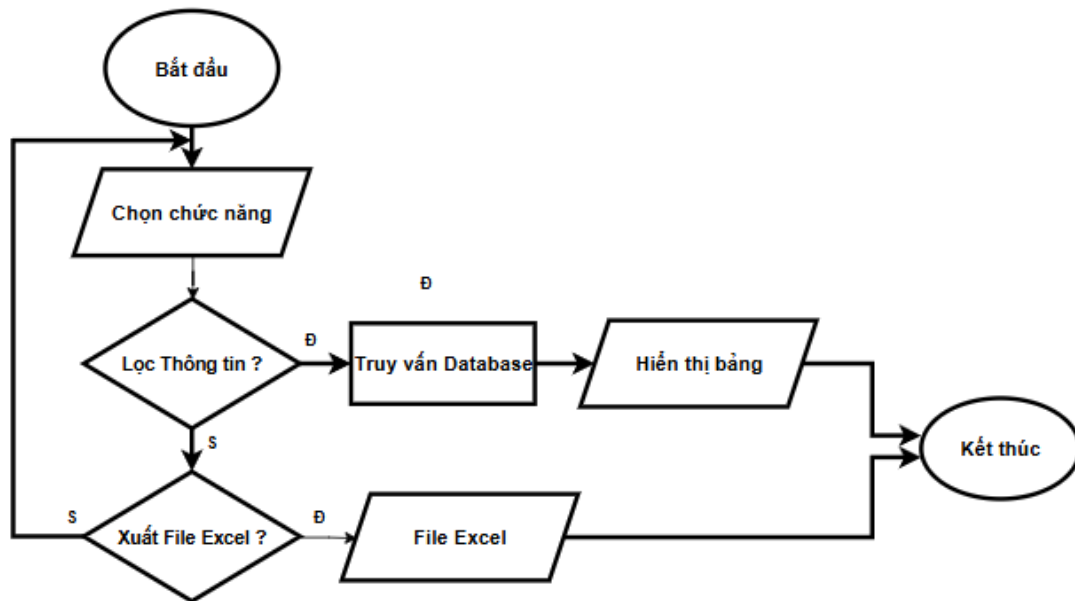 Bắt đầu
Chọn chức năng
Đ
Lọc Thông tin ?
Đ
Truy vấn Database
Hiển thị bảng
S
Kết thúc
S
Xuất File Excel ?
Đ
File Excel